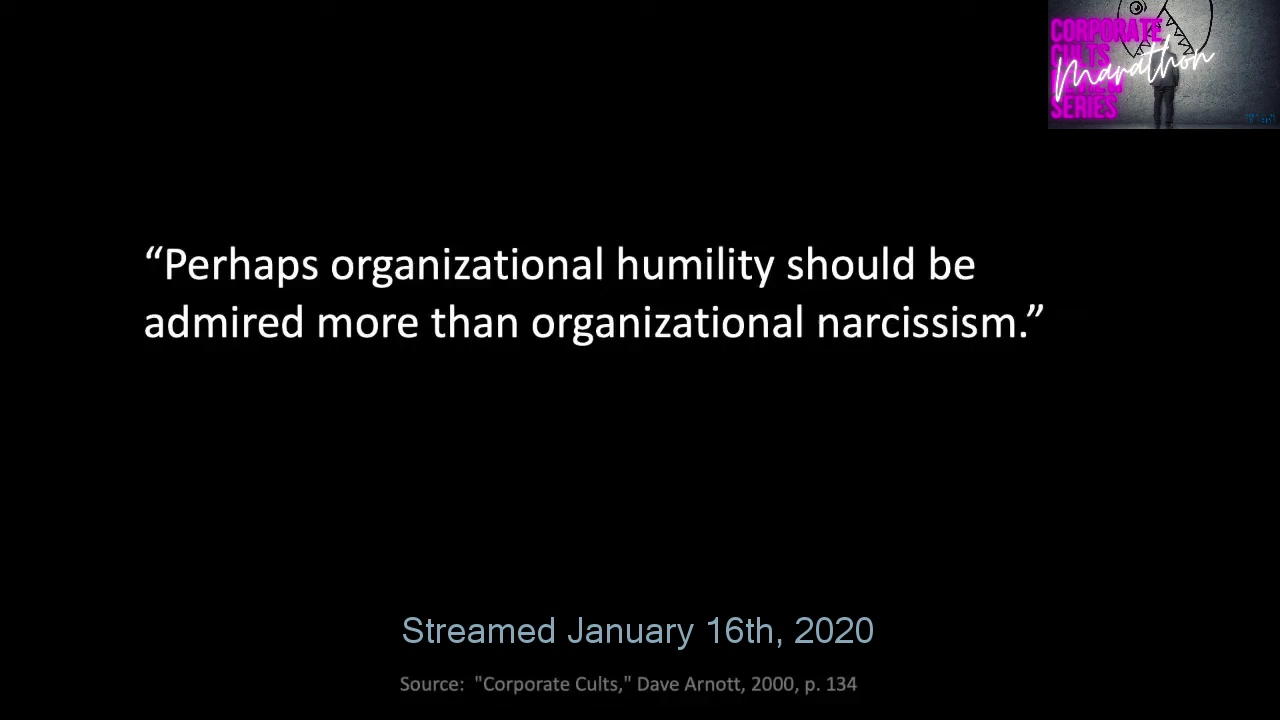 CORPORATE
CULTS
Marathon
SERIES
“Perhaps organizational humility should be
admired more than organizational narcissism.”
Streamed January 16th, 2020
Source:  "Corporate Cults," Dave Arnott, 2000, p. 134